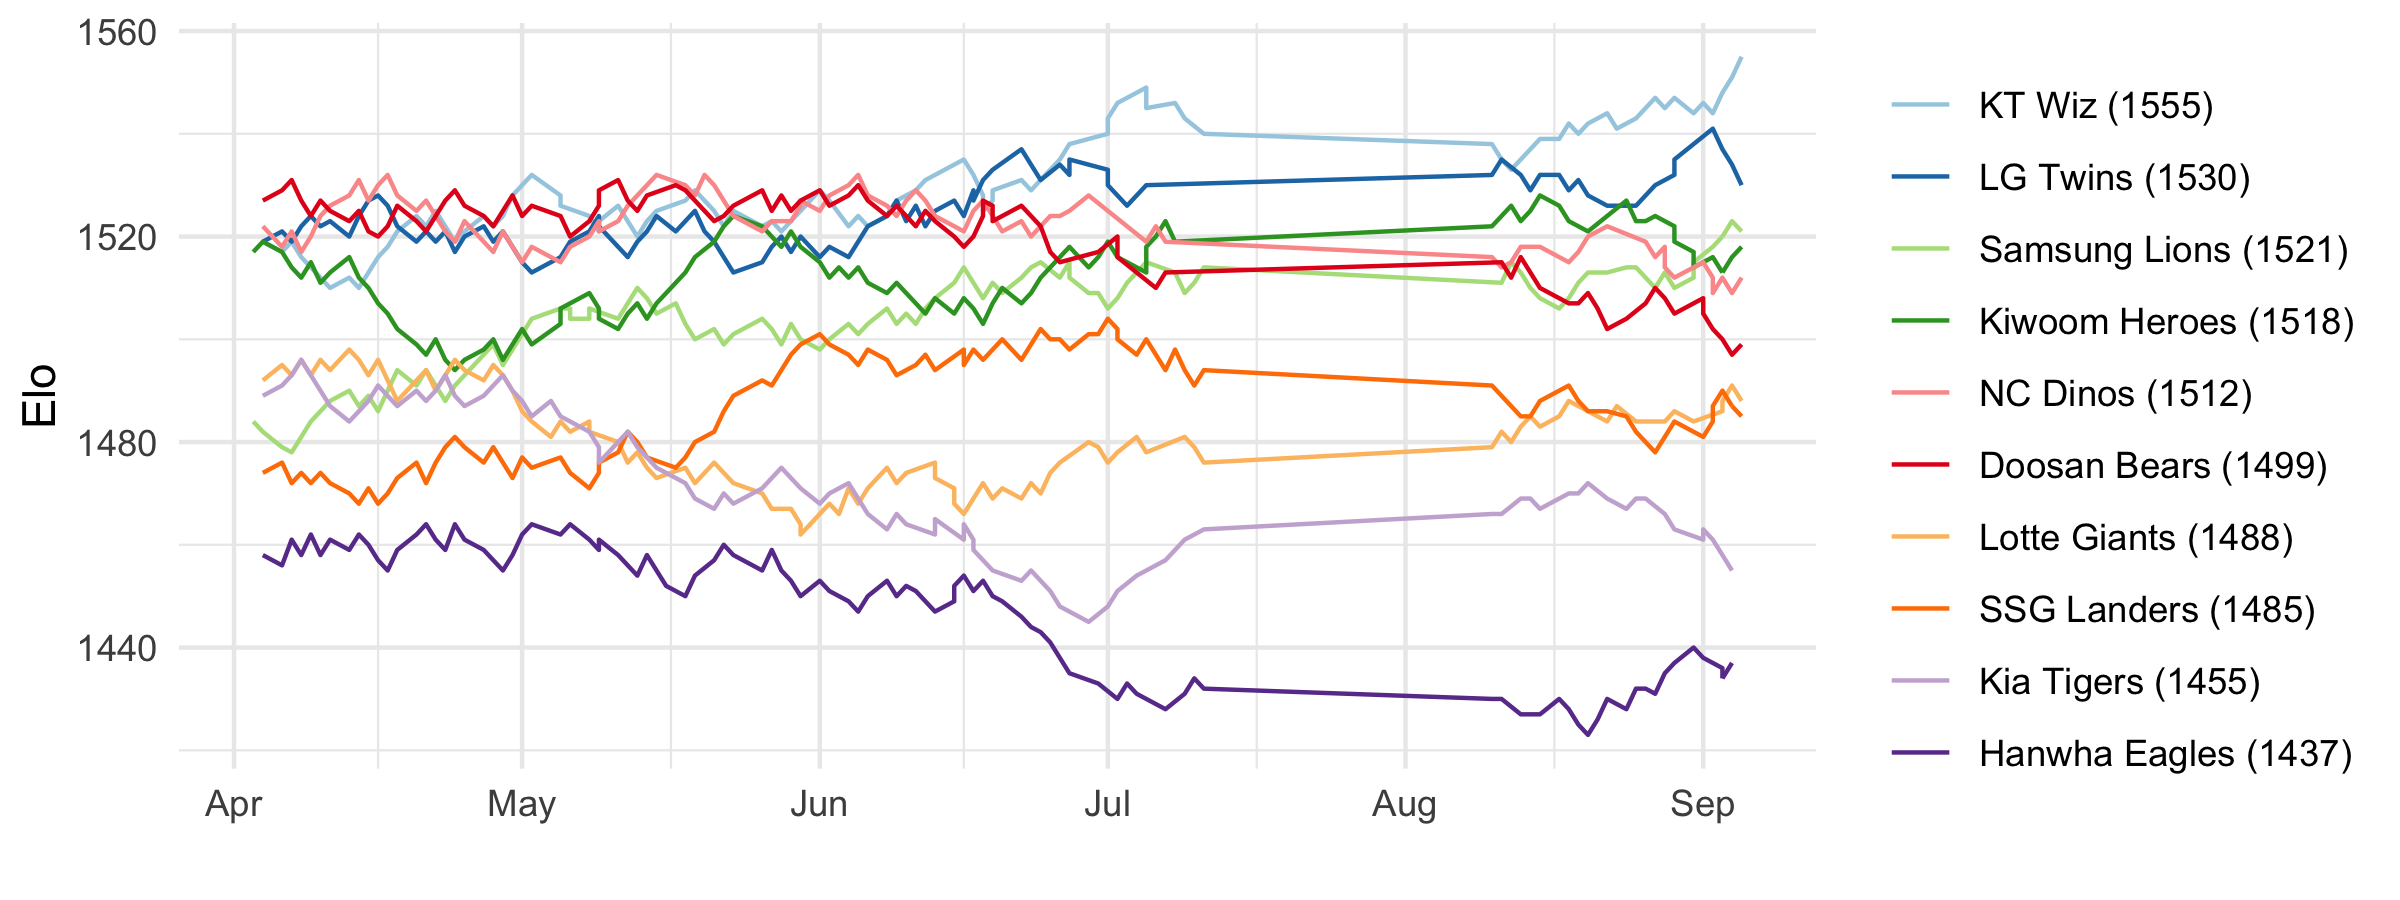 1560
1520
1480
1440
Elo
Apr May Jun Jul Aug Sep
KT Wiz (1555)
LG Twins (1530)
Samsung Lions (1521)
Kiwoom Heroes (1518)
NC Dinos (1512)
Doosan Bears (1499)
Lotte Giants (1488)
SSG Landers (1485)
Kia Tigers (1455)
Hanwha Eagles (1437)